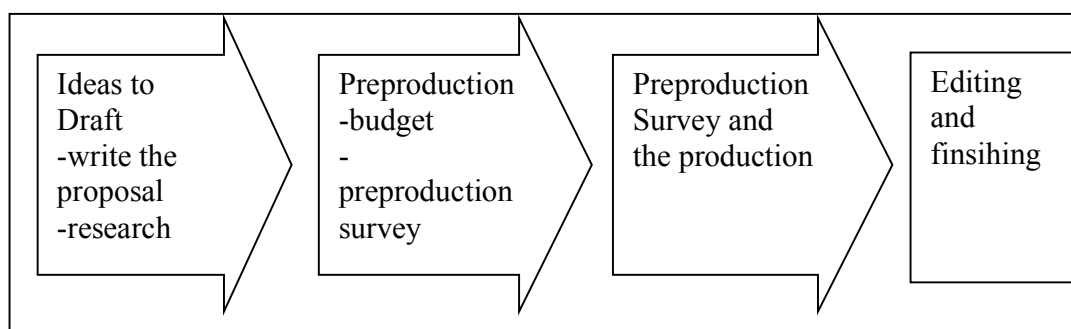 Ideas to
Draft
-write the
proposal
-research
Preproduction
-budget
-
preproduction
survey
Preproduction
Survey and
the production
Editing
and
finsihing